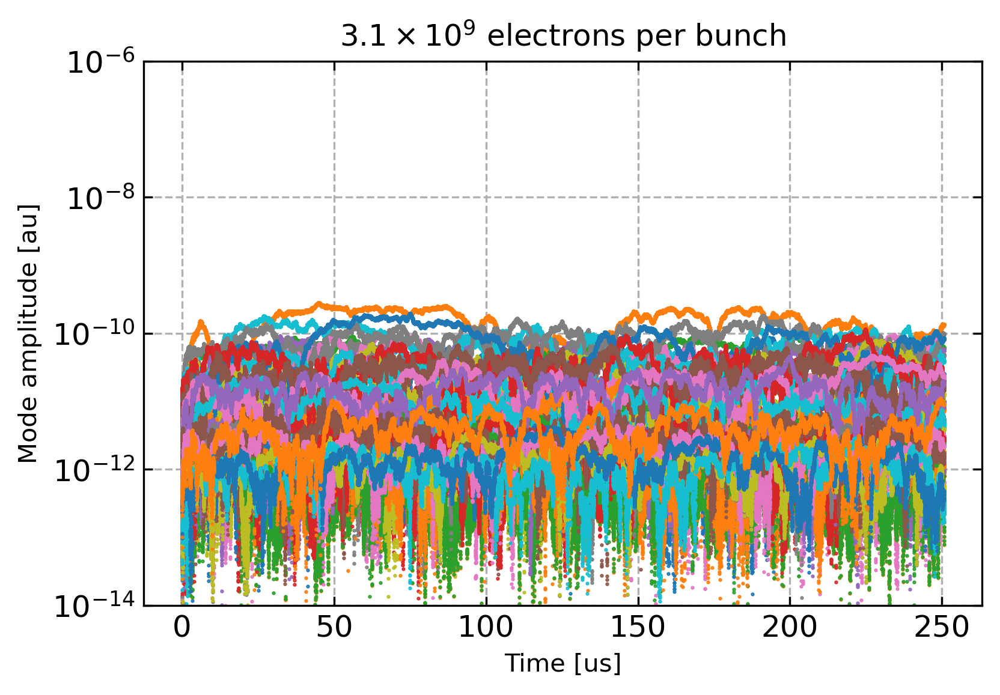 3.1 × 10⁹ electrons per bunch
Mode amplitude [au]
10⁻⁶
10⁻⁸
10⁻¹⁰
10⁻¹²
10⁻¹⁴
0 50 100 150 200 250
Time [us]